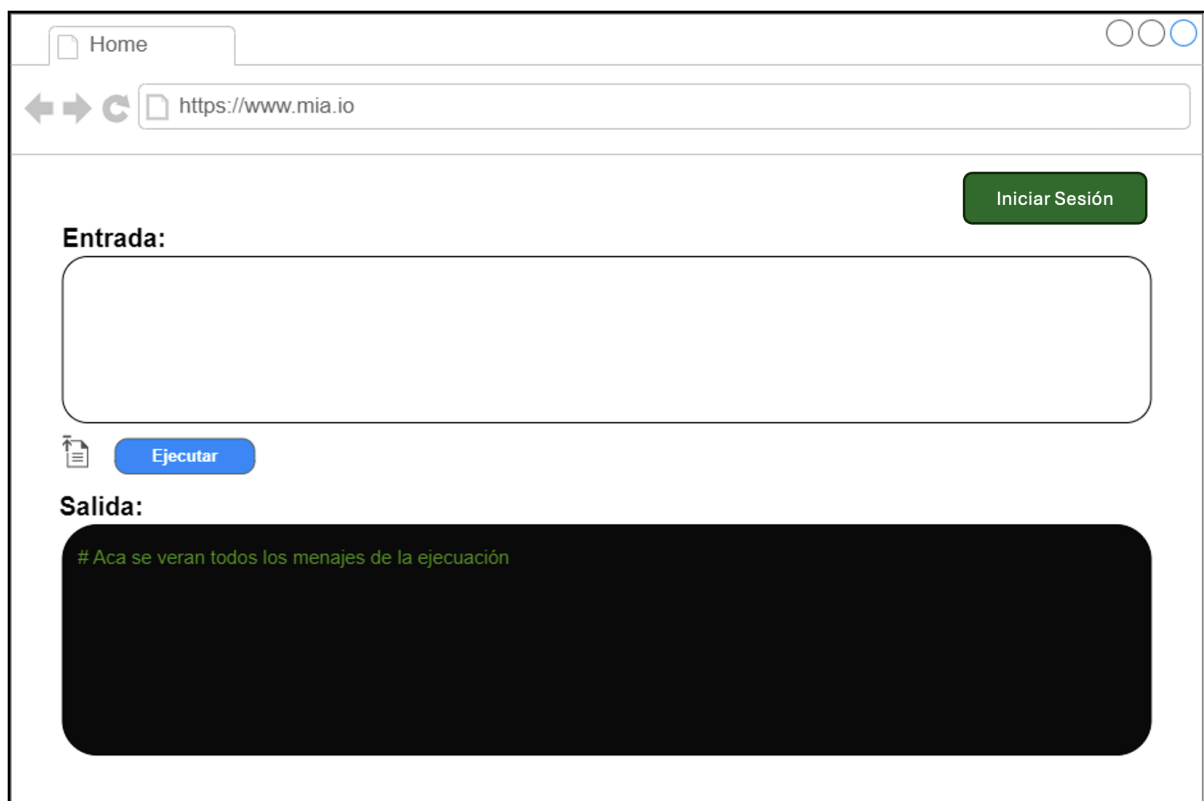 Home
https://www.mia.io
Iniciar Sesión
Entrada:
Ejecutar
Salida:
# Aca se veran todos los menajes de la ejecuación